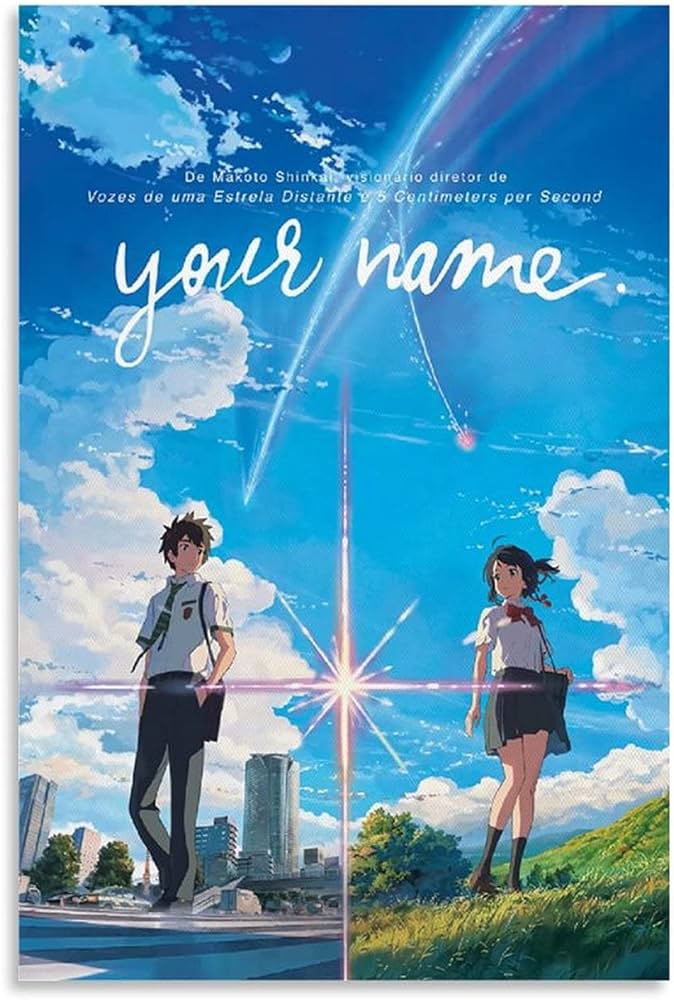 De Makoto Shinkai, visionário diretor de
Vozes de uma Estrela Distante e 5 Centimeters per Second
your name.